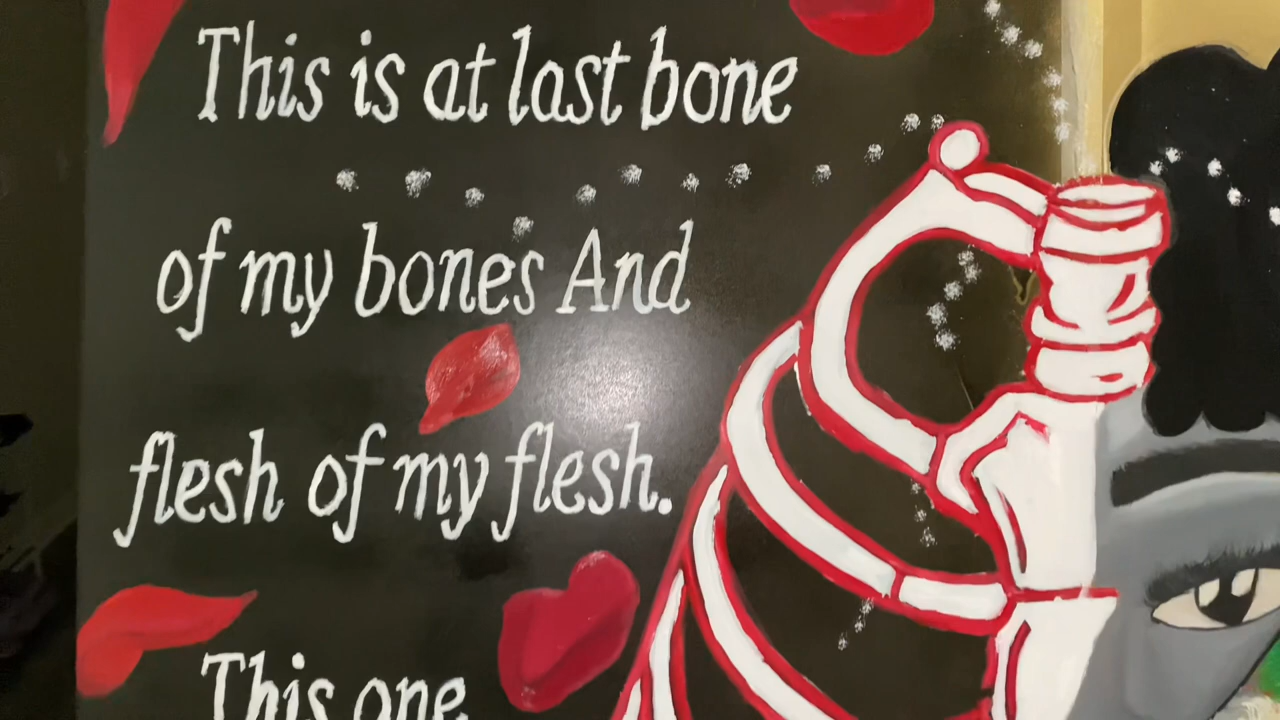 This is at last bone
of my bones And
flesh of my flesh.
This one